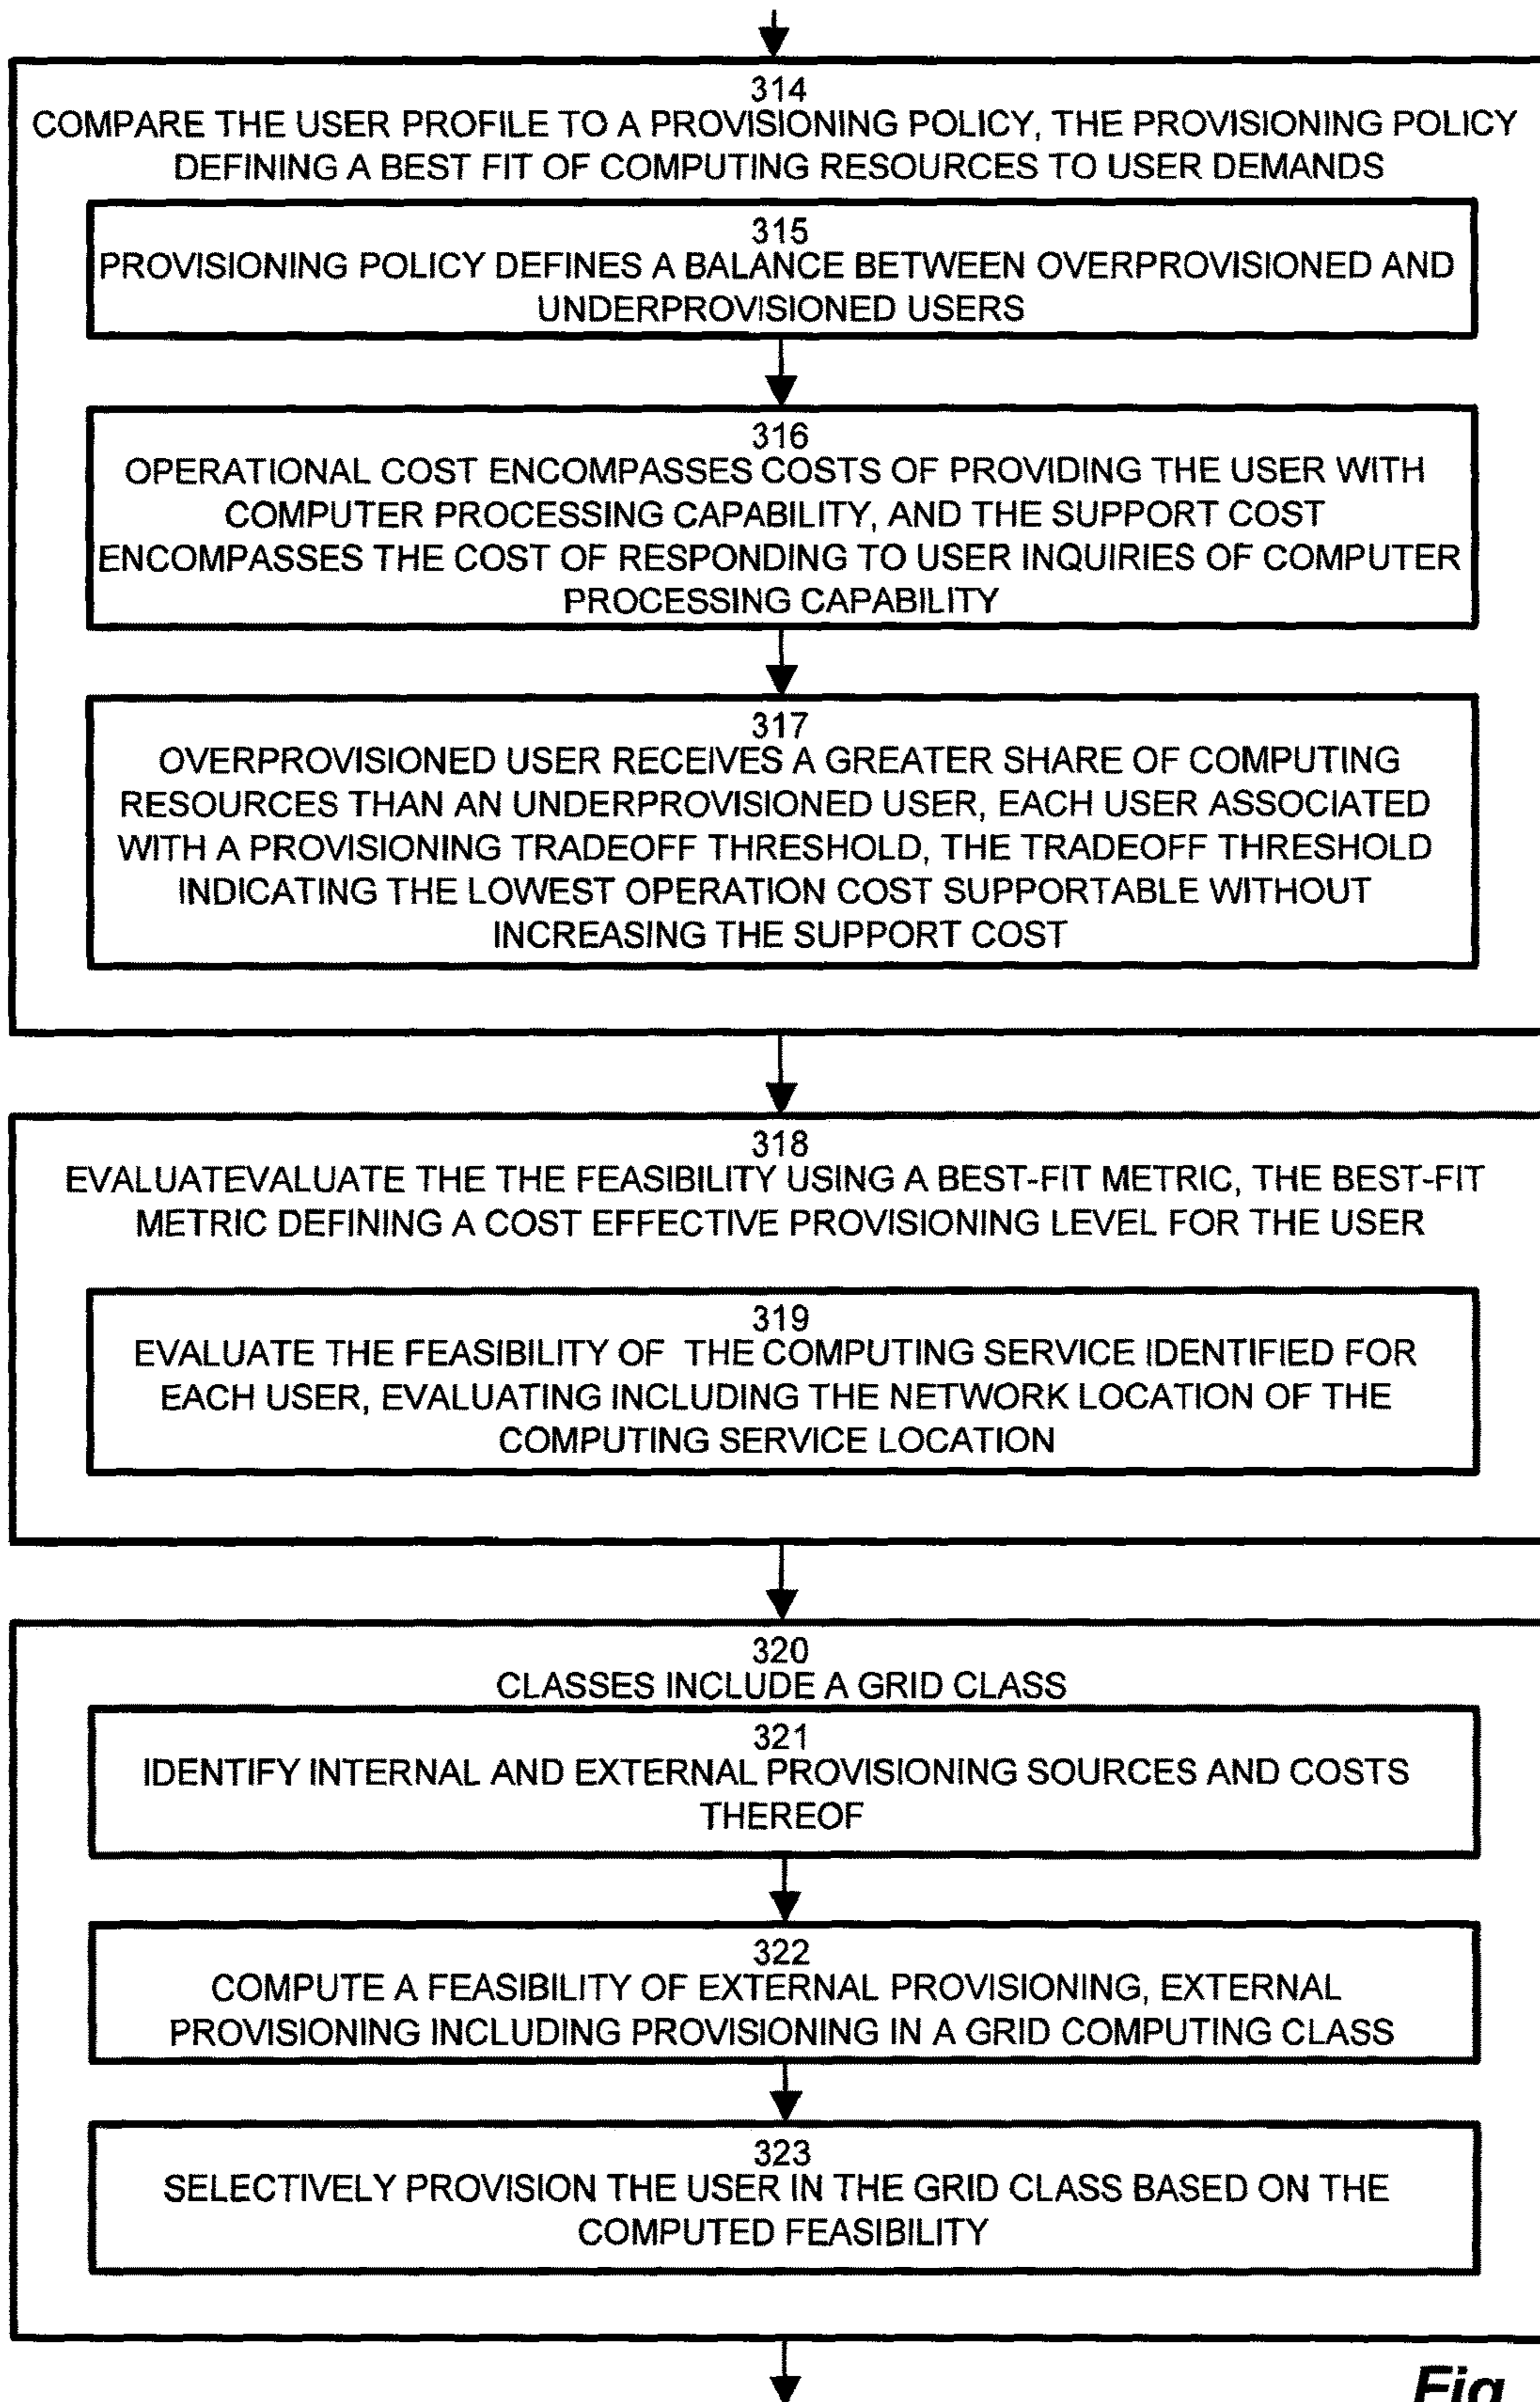 314
COMPARE THE USER PROFILE TO A PROVISIONING POLICY, THE PROVISIONING POLICY
DEFINING A BEST FIT OF COMPUTING RESOURCES TO USER DEMANDS
315
PROVISIONING POLICY DEFINES A BALANCE BETWEEN OVERPROVISIONED AND
UNDERPROVISIONED USERS
316
OPERATIONAL COST ENCOMPASSES COSTS OF PROVIDING THE USER WITH
COMPUTER PROCESSING CAPABILITY, AND THE SUPPORT COST
ENCOMPASSES THE COST OF RESPONDING TO USER INQUIRIES OF COMPUTER
PROCESSING CAPABILITY
317
OVERPROVISIONED USER RECEIVES A GREATER SHARE OF COMPUTING
RESOURCES THAN AN UNDERPROVISIONED USER, EACH USER ASSOCIATED
WITH A PROVISIONING TRADEOFF THRESHOLD, THE TRADEOFF THRESHOLD
INDICATING THE LOWEST OPERATION COST SUPPORTABLE WITHOUT
INCREASING THE SUPPORT COST
318
EVALUATEVALUATE THE THE FEASIBILITY USING A BEST-FIT METRIC, THE BEST-FIT
METRIC DEFINING A COST EFFECTIVE PROVISIONING LEVEL FOR THE USER
319
EVALUATE THE FEASIBILITY OF THE COMPUTING SERVICE IDENTIFIED FOR
EACH USER, EVALUATING INCLUDING THE NETWORK LOCATION OF THE
COMPUTING SERVICE LOCATION
320
CLASSES INCLUDE A GRID CLASS
321
IDENTIFY INTERNAL AND EXTERNAL PROVISIONING SOURCES AND COSTS
THEREOF
322
COMPUTE A FEASIBILITY OF EXTERNAL PROVISIONING, EXTERNAL
PROVISIONING INCLUDING PROVISIONING IN A GRID COMPUTING CLASS
323
SELECTIVELY PROVISION THE USER IN THE GRID CLASS BASED ON THE
COMPUTED FEASIBILITY
Fig